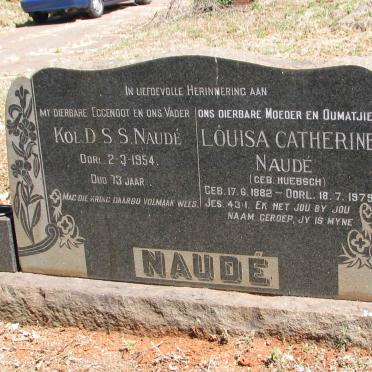 In liefdevolle Herinnering aan
my dierbare Eggenoot en ons Vader
Kol. D. S. S. Naudé
Oorl. 2-3-1954.
Oud 73 jaar.
Mag die kring daarbo volmaak wees.
ons dierbare Moeder en Oumatjie
Louisa Catherine
Naudé
(geb. Huebsch)
Geb. 17.6.1882 - Oorl. 18.7.1979
Jes. 43:1. Ek het jou by jou
naam geroep, jy is myne
NAUDÉ